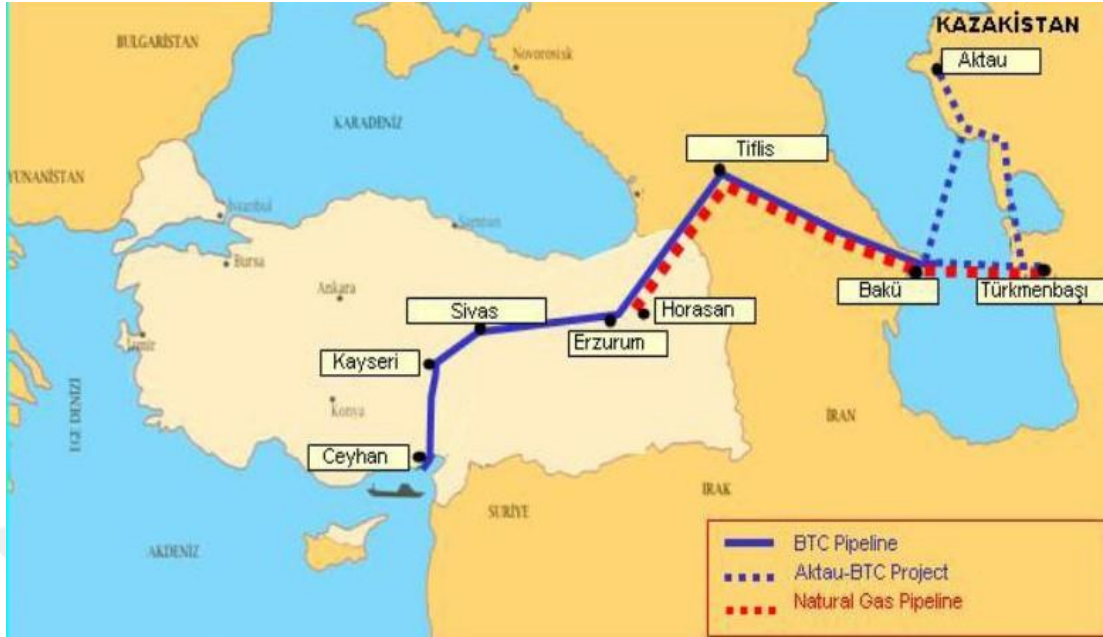 KAZAKİSTAN
BULGARİSTAN
Novorosisk
Aktau
KARADENİZ
Tiflis
YUNANİSTAN
İstanbul
Samsun
Bursa
Ankara
Sivas
Bakü
Türkmenbaşı
Horasan
Erzurum
İzmir
Kayseri
Konya
İRAN
EGE DENİZİ
Ceyhan
IRAK
SURİYE
AKDENİZ
BTC Pipeline
Aktau-BTC Project
Natural Gas Pipeline